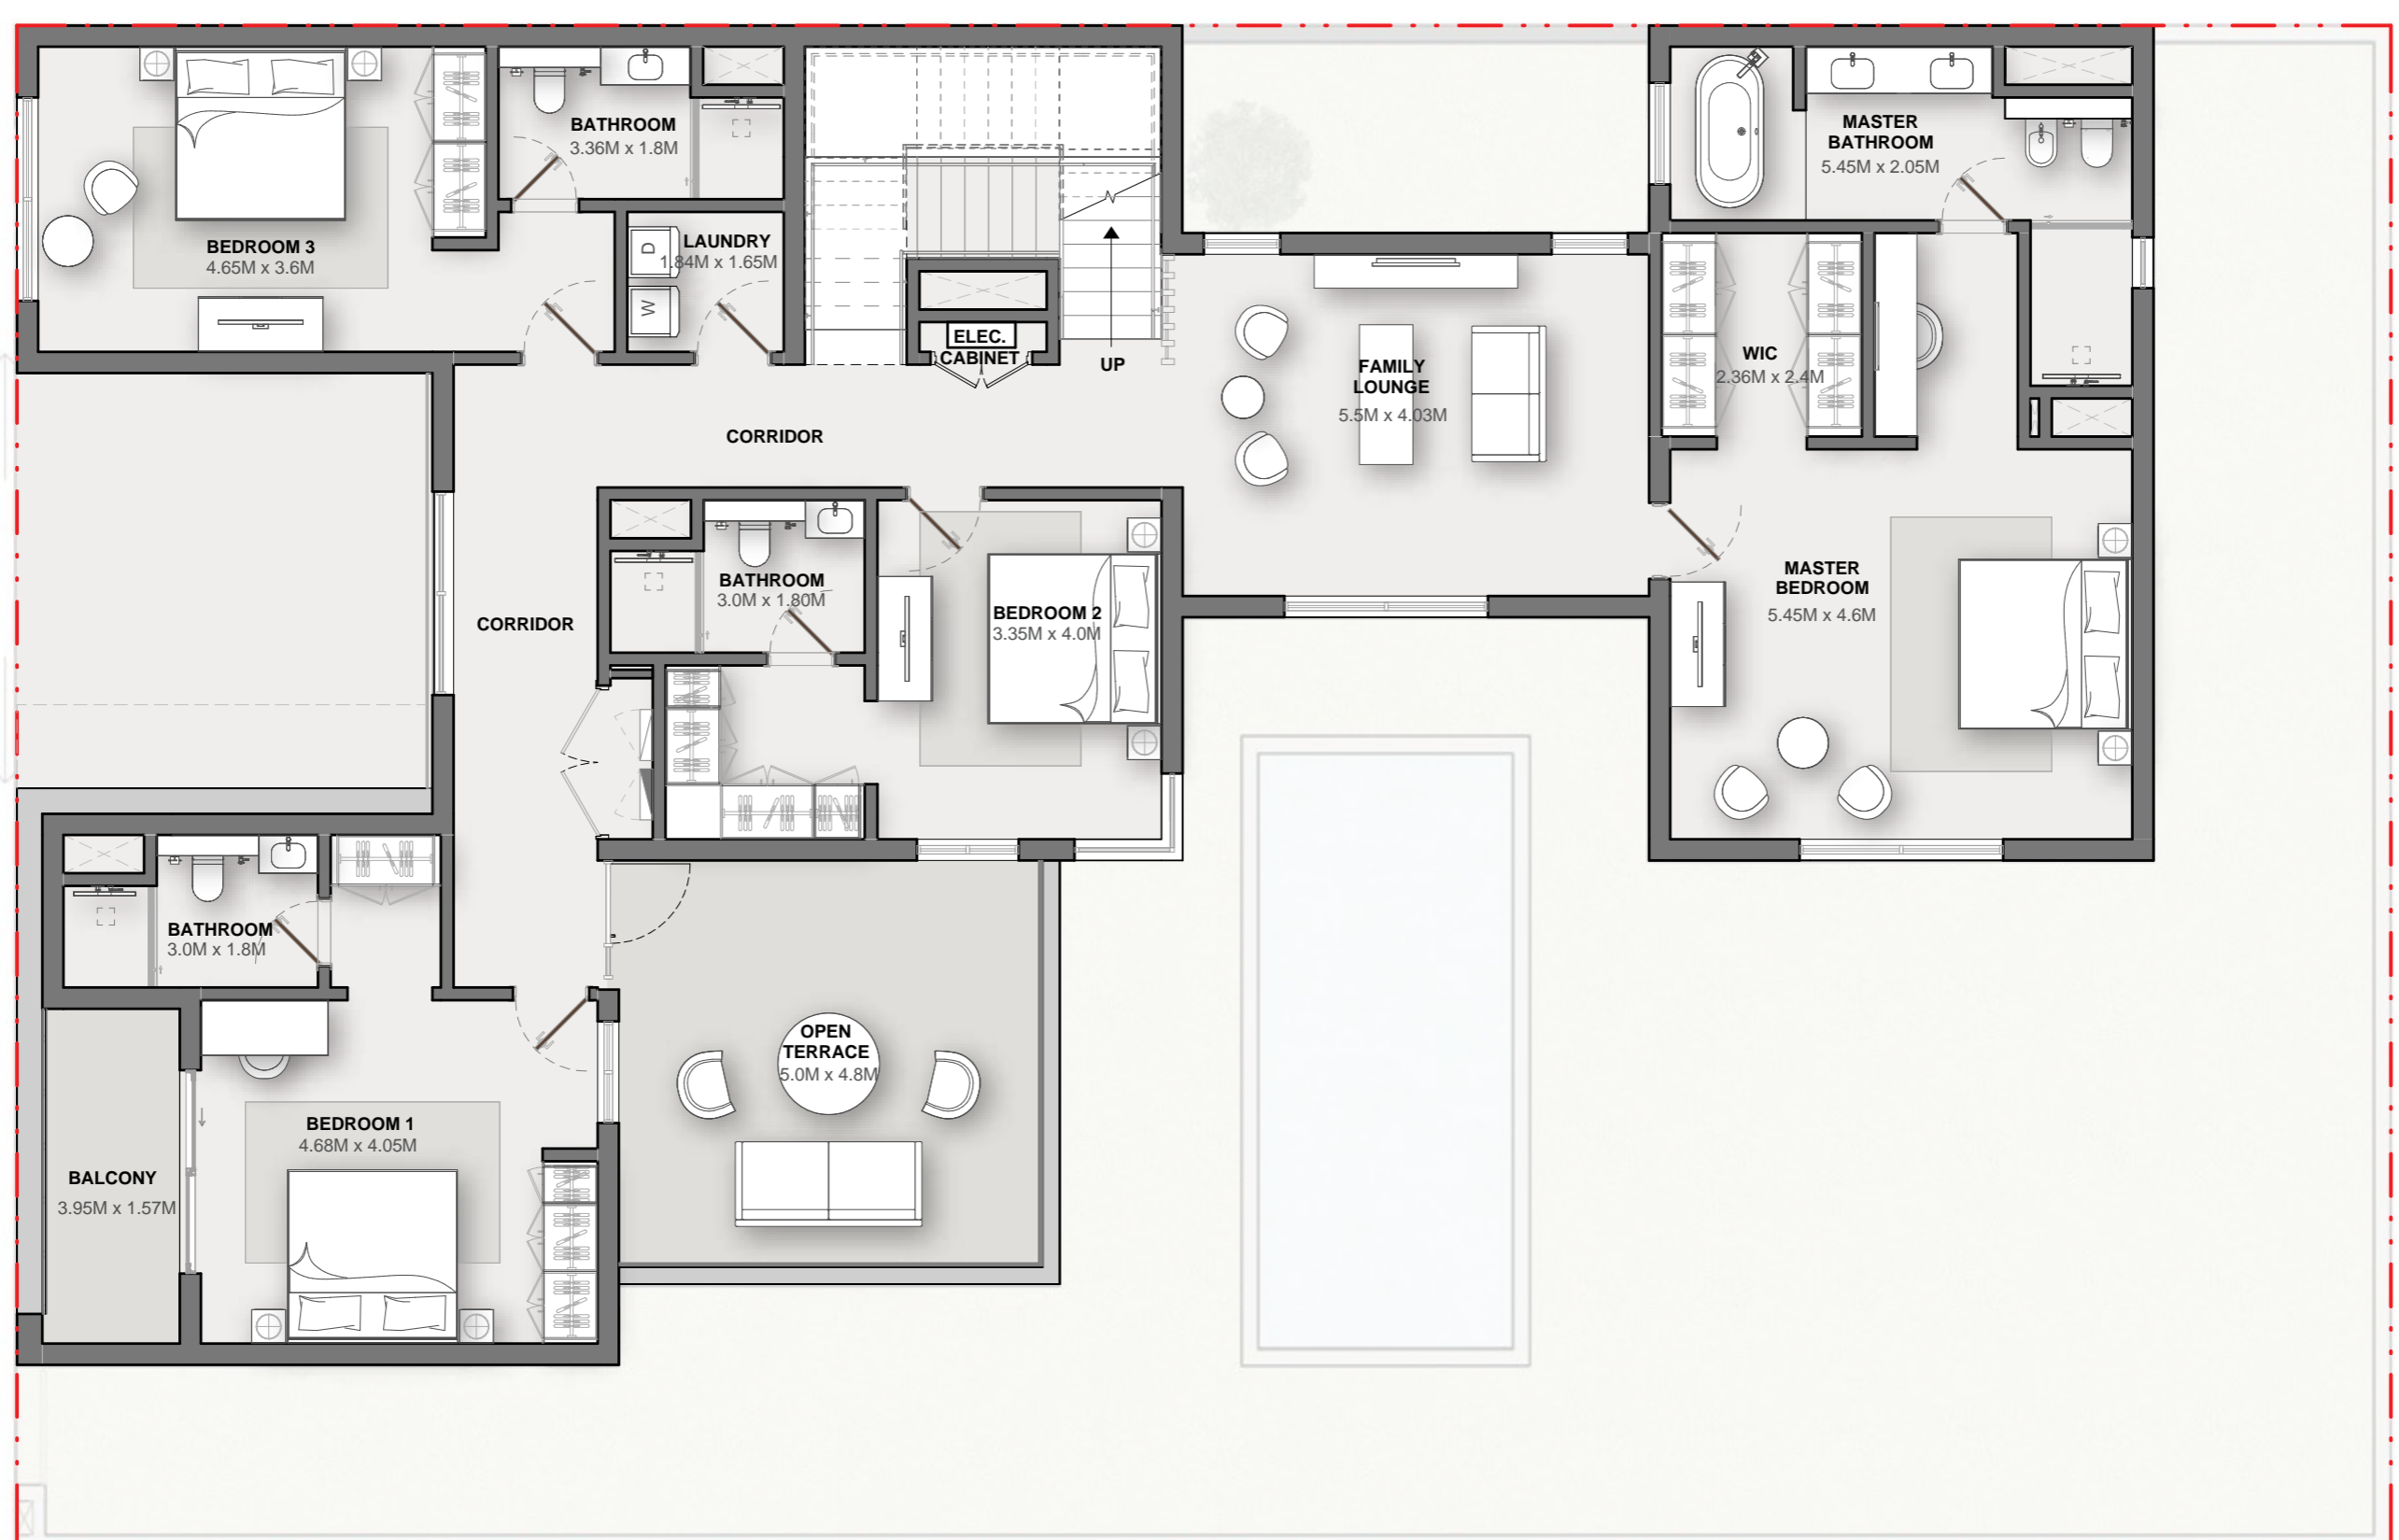 BEDROOM 3
4.65M x 3.6M
BATHROOM
3.36M x 1.8M
LAUNDRY
1.84M x 1.65M
D
W
ELEC.
CABINET
UP
MASTER
BATHROOM
5.45M x 2.05M
FAMILY
LOUNGE
5.5M x 4.03M
WIC
2.36M x 2.4M
CORRIDOR
CORRIDOR
BATHROOM
3.0M x 1.80M
BEDROOM 2
3.35M x 4.0M
MASTER
BEDROOM
5.45M x 4.6M
BATHROOM
3.0M x 1.8M
OPEN
TERRACE
5.0M x 4.8M
BEDROOM 1
4.68M x 4.05M
BALCONY
3.95M x 1.57M